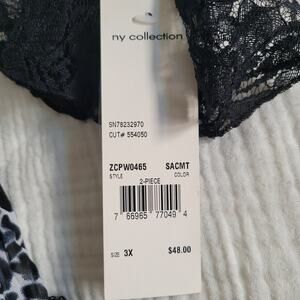 ny collection
SN78232970
CUT# 554050
ZCPW0465 SACMT
STYLE COLOR
2-PIECE
7 66965 77049 4
SIZE 3X $48.00